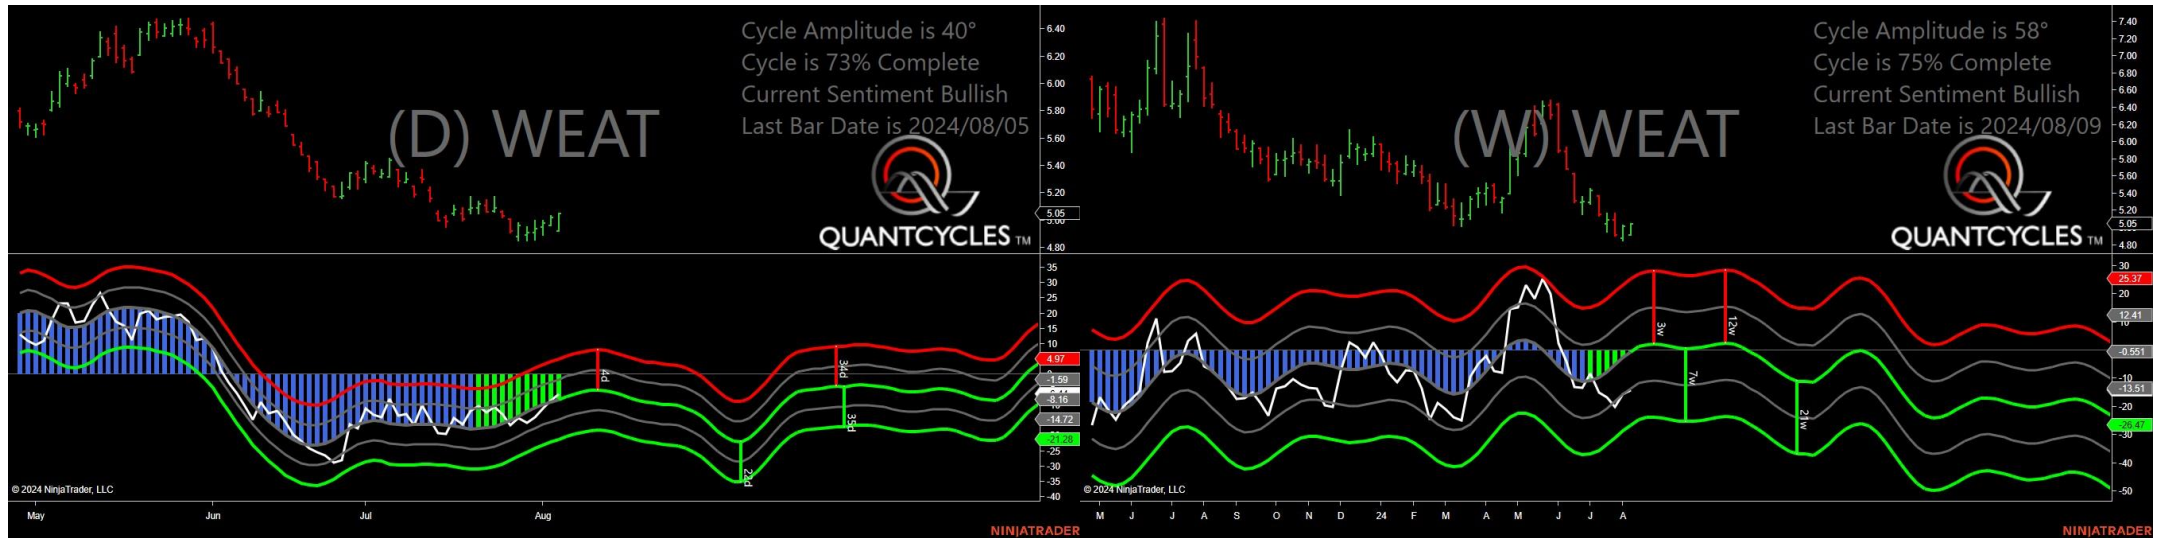 Cycle Amplitude is 40°
Cycle is 73% Complete
Current Sentiment Bullish
Last Bar Date is 2024/08/05
(D) WEAT
QUANTCYCLES TM
6.40
6.20
6.00
5.80
5.60
5.40
5.20
5.05
5.00
4.80
35
30
25
20
15
10
4.97
-1.59
-8.16
-14.72
-21.28
-25
-30
-35
-40
4d
34d
35d
© 2024 NinjaTrader, LLC
May
Jun
Jul
Aug
NINJATRADER
Cycle Amplitude is 58°
Cycle is 75% Complete
Current Sentiment Bullish
Last Bar Date is 2024/08/09
(W) WEAT
QUANTCYCLES TM
7.40
7.20
7.00
6.80
6.60
6.40
6.20
6.00
5.80
5.60
5.40
5.20
5.05
4.80
30
25.37
20
12.41
10
-0.551
-10
-13.51
-20
-26.47
-30
-40
-50
3w
12w
7w
21w
© 2024 NinjaTrader, LLC
M J J A S O N D 24 F M A M J J A
NINJATRADER